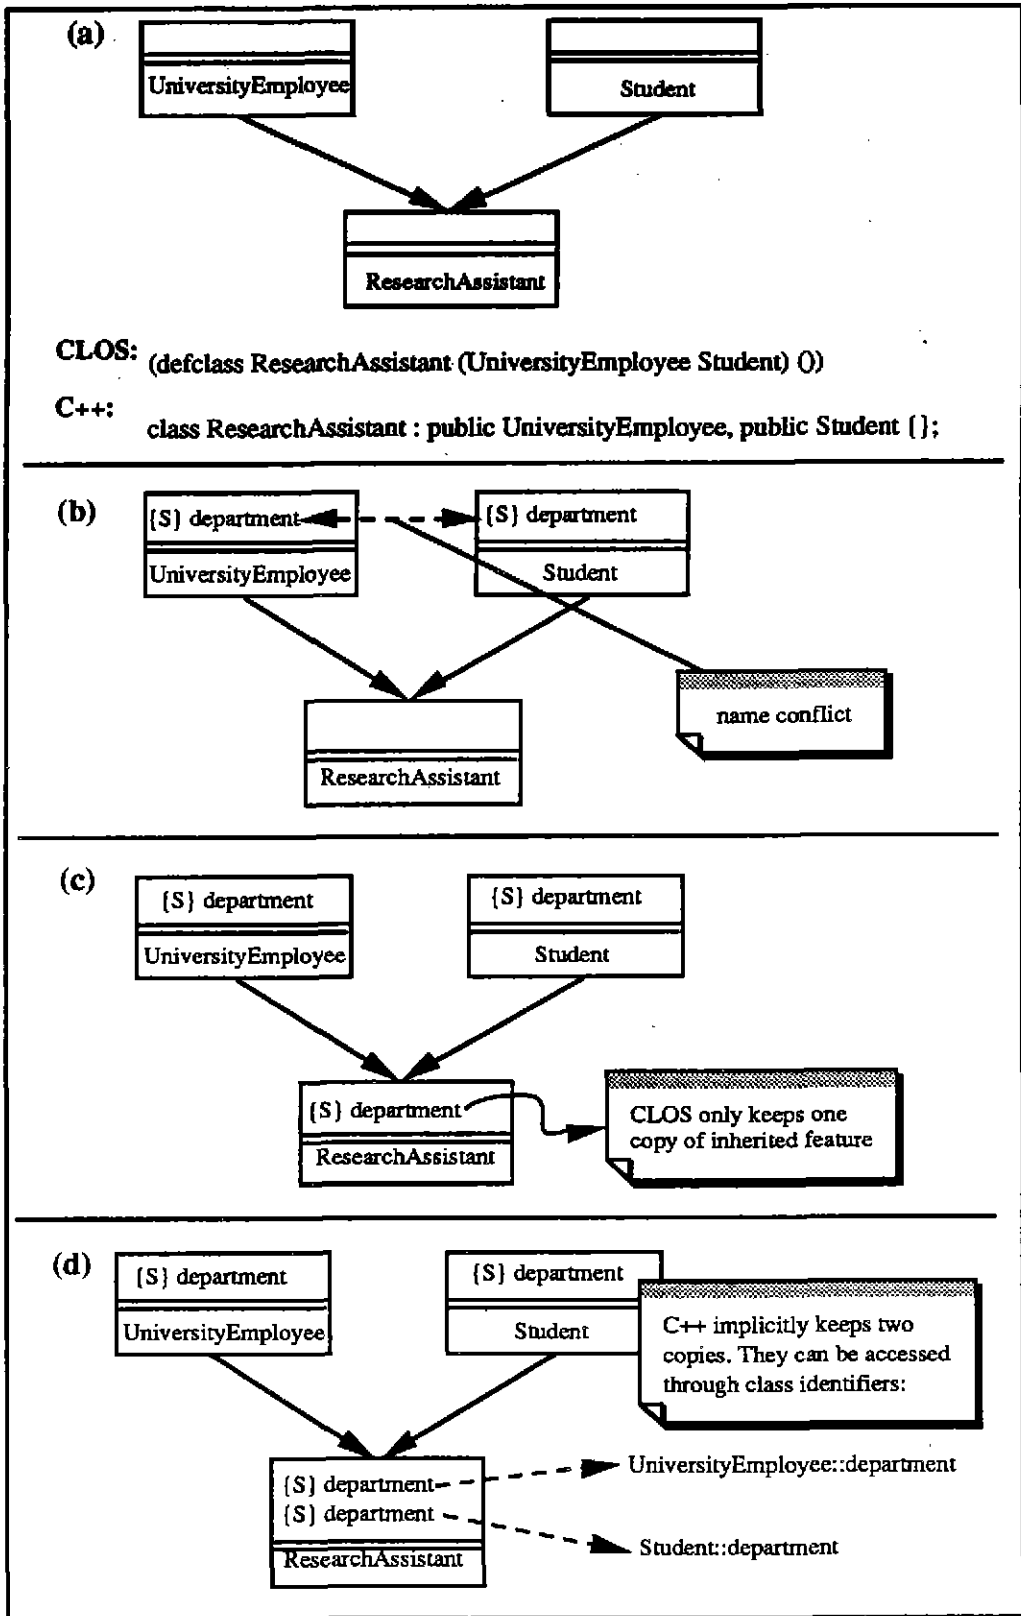 (a)
UniversityEmployee
Student
ResearchAssistant
CLOS: (defclass ResearchAssistant (UniversityEmployee Student) ())
C++: class ResearchAssistant : public UniversityEmployee, public Student {};
(b)
{S} department
{S} department
UniversityEmployee
Student
name conflict
ResearchAssistant
(c)
{S} department
{S} department
UniversityEmployee
Student
{S} department
ResearchAssistant
CLOS only keeps one
copy of inherited feature
(d)
{S} department
{S} department
UniversityEmployee
Student
C++ implicitly keeps two
copies. They can be accessed
through class identifiers:
{S} department
UniversityEmployee::department
{S} department
Student::department
ResearchAssistant